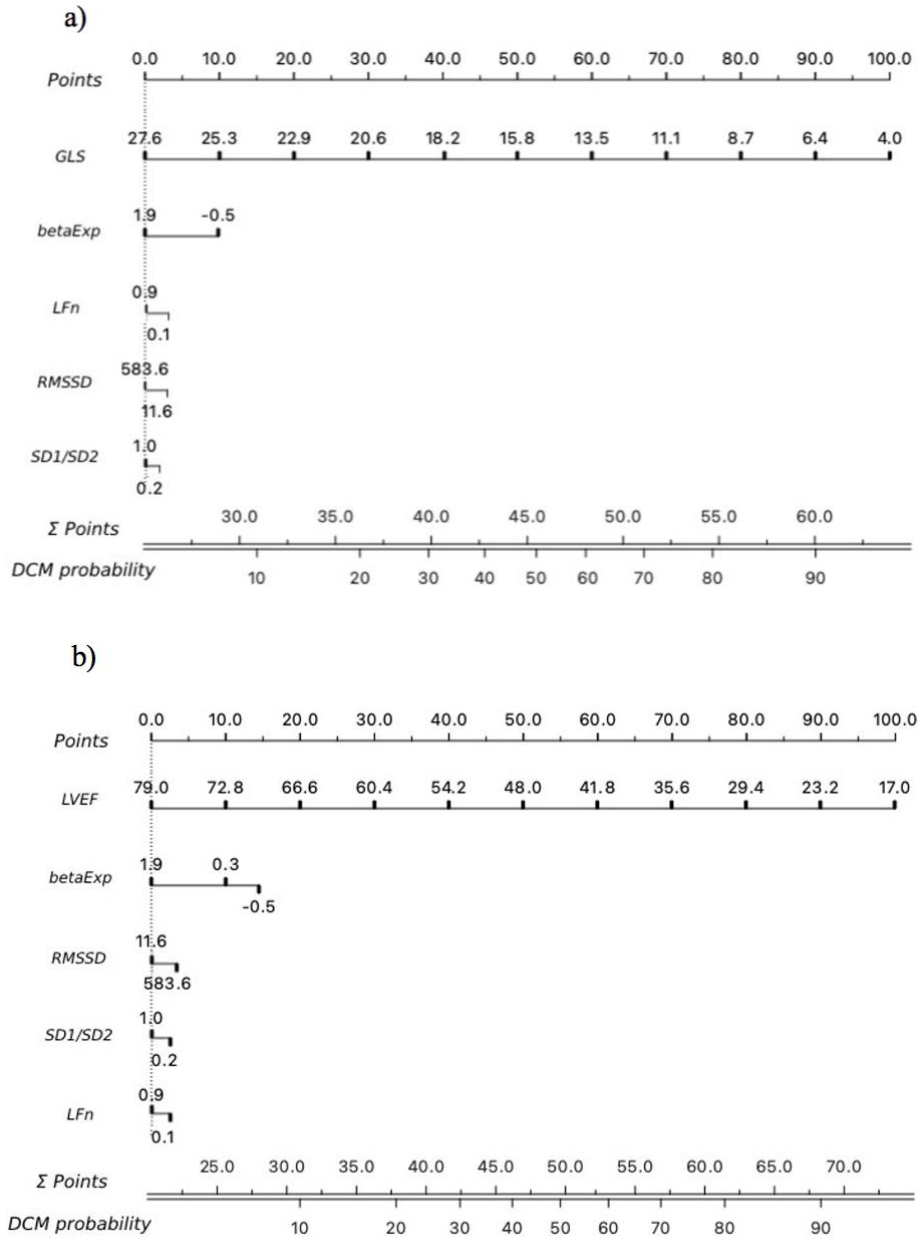 a)
0.0 10.0 20.0 30.0 40.0 50.0 60.0 70.0 80.0 90.0 100.0
Points
27.6 25.3 22.9 20.6 18.2 15.8 13.5 11.1 8.7 6.4 4.0
GLS
1.9 -0.5
betaExp
0.9
LFn
0.1
583.6
RMSSD
11.6
1.0
SD1/SD2
0.2
30.0 35.0 40.0 45.0 50.0 55.0 60.0
Σ Points
DCM probability
10 20 30 40 50 60 70 80 90
b)
0.0 10.0 20.0 30.0 40.0 50.0 60.0 70.0 80.0 90.0 100.0
Points
79.0 72.8 66.6 60.4 54.2 48.0 41.8 35.6 29.4 23.2 17.0
LVEF
1.9 0.3
betaExp
-0.5
11.6
RMSSD
583.6
1.0
SD1/SD2
0.2
0.9
LFn
0.1
25.0 30.0 35.0 40.0 45.0 50.0 55.0 60.0 65.0 70.0
Σ Points
DCM probability
10 20 30 40 50 60 70 80 90